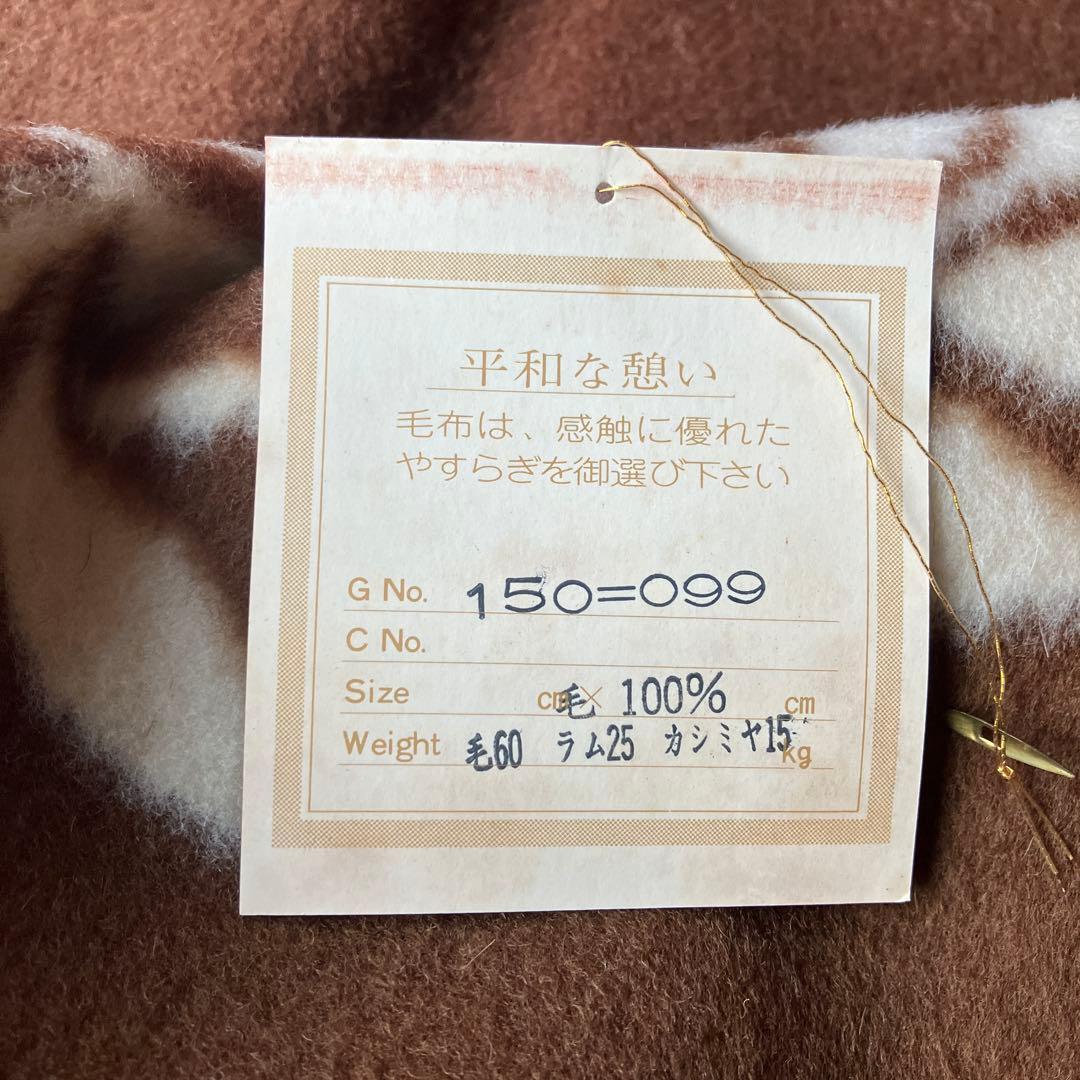 平和な憩い
毛布は、感触に優れた
やすらぎを御選び下さい
G No. 150=099
C No.
Size cm × 毛 100% cm
Weight 毛60 ラム25 カシミヤ15 kg